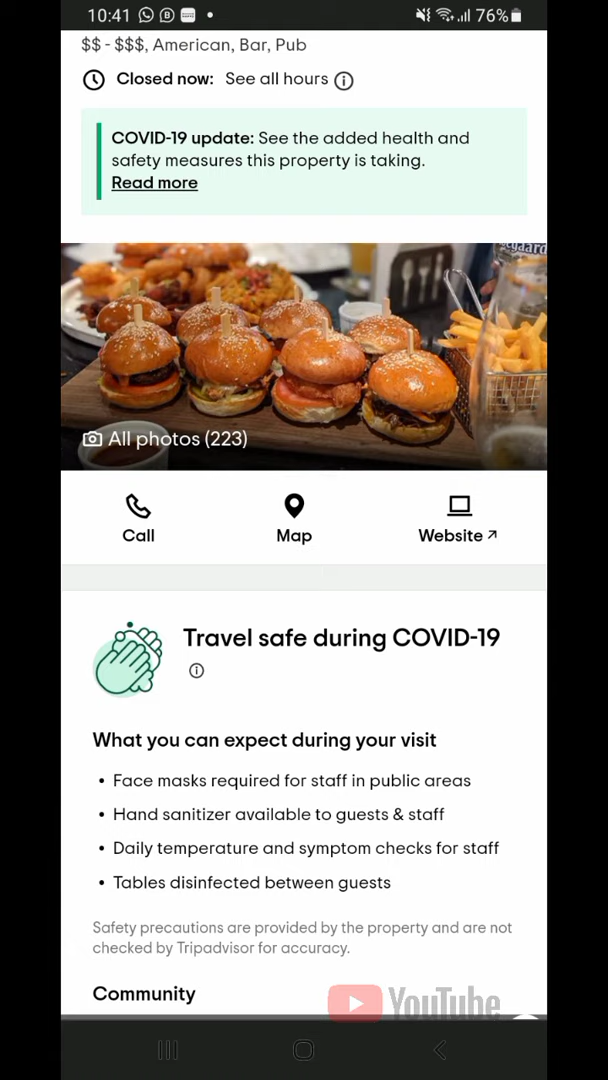 10:41
76%
$$ - $$$, American, Bar, Pub
Closed now: See all hours
COVID-19 update: See the added health and
safety measures this property is taking.
Read more
All photos (223)
Call
Map
Website
Travel safe during COVID-19
What you can expect during your visit
• Face masks required for staff in public areas
• Hand sanitizer available to guests & staff
• Daily temperature and symptom checks for staff
• Tables disinfected between guests
Safety precautions are provided by the property and are not
checked by Tripadvisor for accuracy.
Community
YouTube